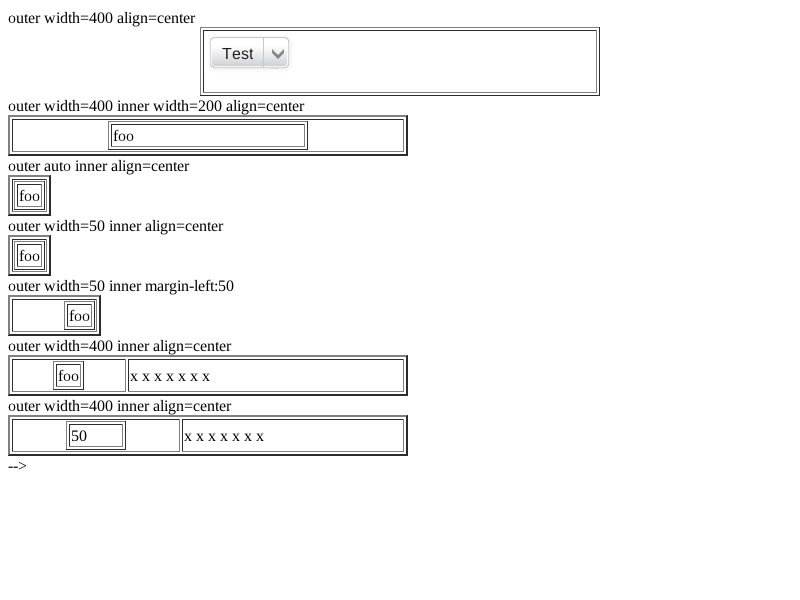 outer width=400 align=center
Test
outer width=400 inner width=200 align=center
foo
outer auto inner align=center
foo
outer width=50 inner align=center
foo
outer width=50 inner margin-left:50
foo
outer width=400 inner align=center
foo x x x x x x x
outer width=400 inner align=center
50 x x x x x x x
-->